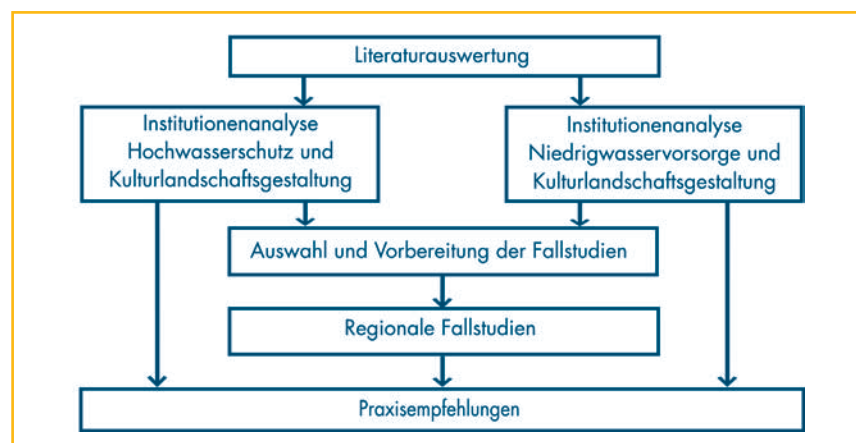 Literaturauswertung
Institutionenanalyse
Hochwasserschutz und
Kulturlandschaftsgestaltung
Institutionenanalyse
Niedrigwasservorsorge und
Kulturlandschaftsgestaltung
Auswahl und Vorbereitung der Fallstudien
Regionale Fallstudien
Praxisempfehlungen